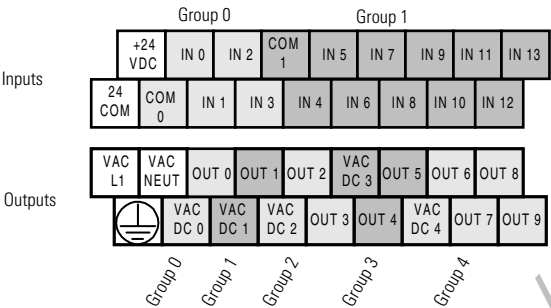 Group 0 Group 1
Inputs
+24 VDC IN 0 IN 2 COM 1 IN 5 IN 7 IN 9 IN 11 IN 13
24 COM COM 0 IN 1 IN 3 IN 4 IN 6 IN 8 IN 10 IN 12
Outputs
VAC L1 VAC NEUT OUT 0 OUT 1 OUT 2 VAC DC 3 OUT 5 OUT 6 OUT 8
VAC DC 0 VAC DC 1 VAC DC 2 OUT 3 OUT 4 VAC DC 4 OUT 7 OUT 9
Group 0 Group 1 Group 2 Group 3 Group 4